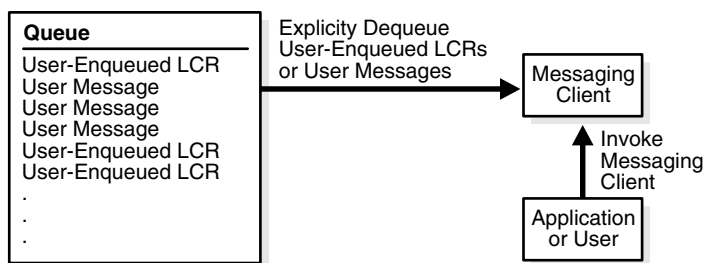 Queue
User-Enqueued LCR
User Message
User Message
User Message
User-Enqueued LCR
User-Enqueued LCR
.
.
.
Explicity Dequeue
User-Enqueued LCRs
or User Messages
Messaging
Client
Invoke
Messaging
Client
Application
or User